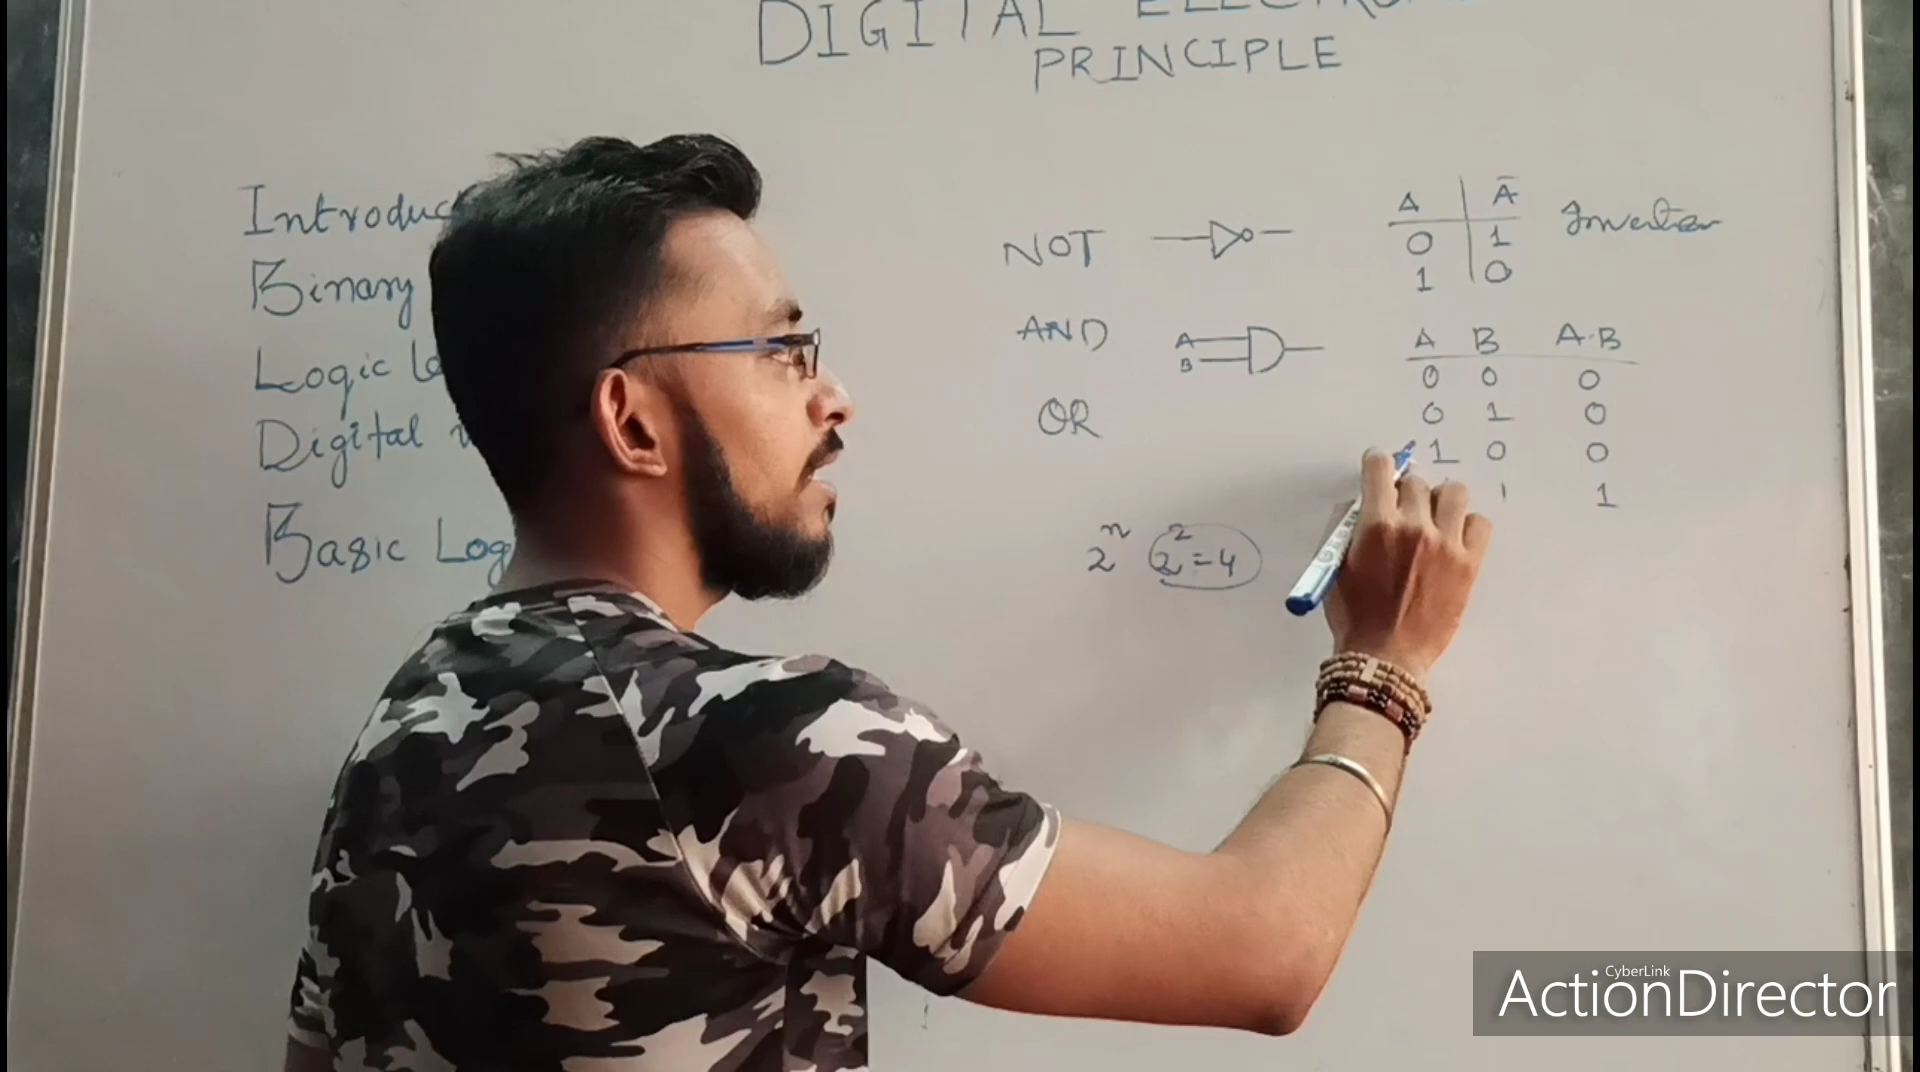 DIGITAL
PRINCIPLE
Introduc
Binary
Logic
Digital
Basic Log
NOT
A Ā
0 1
1 0
Inverter
AND
A
B
A B A·B
0 0 0
0 1 0
1 0 0
1 1
OR
2ⁿ 2²=4
CyberLink
ActionDirector